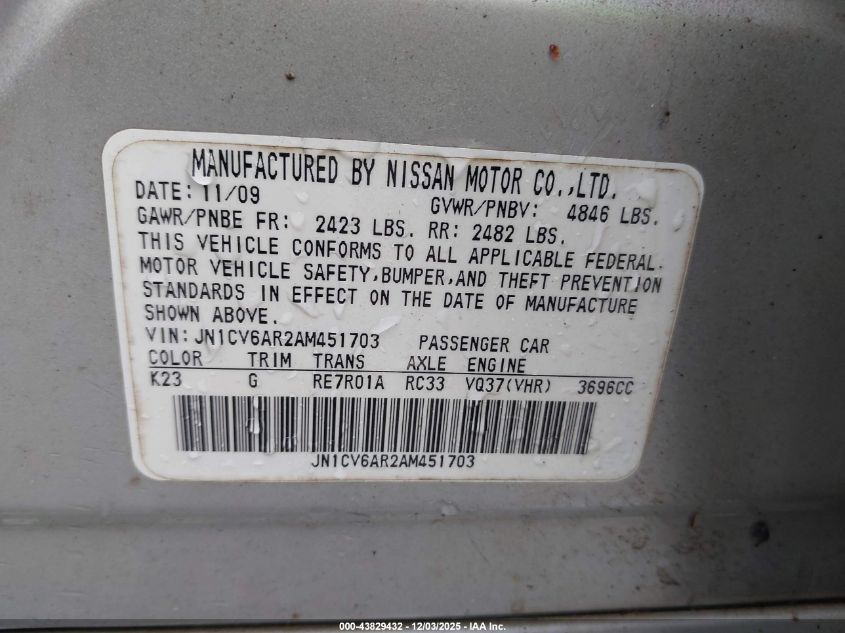 MANUFACTURED BY NISSAN MOTOR CO.,LTD.
DATE: 11/09 GVWR/PNBV: 4846 LBS.
GAWR/PNBE FR: 2423 LBS. RR: 2482 LBS.
THIS VEHICLE CONFORMS TO ALL APPLICABLE FEDERAL.
MOTOR VEHICLE SAFETY,BUMPER,AND THEFT PREVENTION
STANDARDS IN EFFECT ON THE DATE OF MANUFACTURE
SHOWN ABOVE.
VIN: JN1CV6AR2AM451703 PASSENGER CAR
COLOR TRIM TRANS AXLE ENGINE
K23 G RE7R01A RC33 VQ37(VHR) 3696CC
JN1CV6AR2AM451703
000-43829432 - 12/03/2025 - IAA Inc.